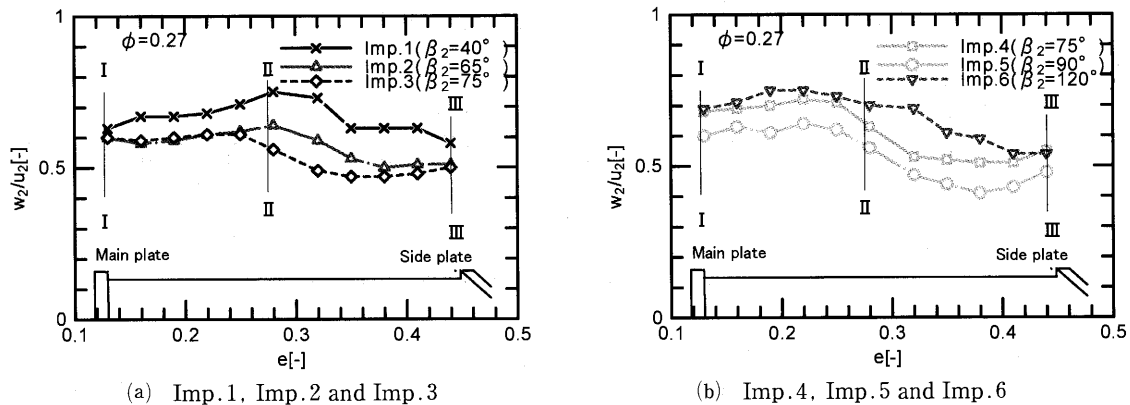 1
ϕ=0.27
Imp.1(β₂=40°)
Imp.2(β₂=65°)
Imp.3(β₂=75°)
I
II
III
w₂/u₂[-]
0.5
I
II
III
Main plate
Side plate
0
0.1
0.2
0.3
0.4
0.5
e[-]
(a) Imp.1, Imp.2 and Imp.3
1
ϕ=0.27
Imp.4(β₂=75°)
Imp.5(β₂=90°)
Imp.6(β₂=120°)
I
II
III
w₂/u₂[-]
0.5
I
II
III
Main plate
Side plate
0
0.1
0.2
0.3
0.4
0.5
e[-]
(b) Imp.4, Imp.5 and Imp.6